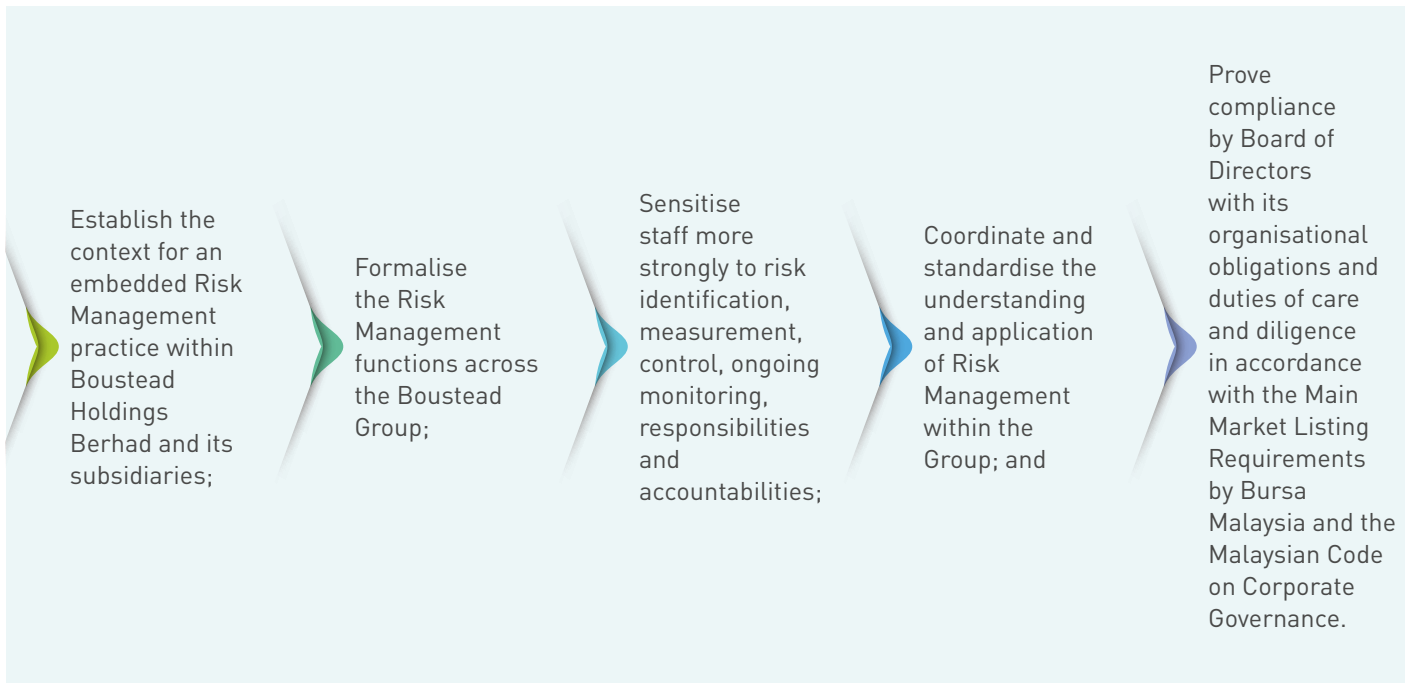 Establish the
context for an
embedded Risk
Management
practice within
Boustead
Holdings
Berhad and its
subsidiaries;
Formalise
the Risk
Management
functions across
the Boustead
Group;
Sensitise
staff more
strongly to risk
identification,
measurement,
control, ongoing
monitoring,
responsibilities
and
accountabilities;
Coordinate and
standardise the
understanding
and application
of Risk
Management
within the
Group; and
Prove
compliance
by Board of
Directors
with its
organisational
obligations and
duties of care
and diligence
in accordance
with the Main
Market Listing
Requirements
by Bursa
Malaysia and the
Malaysian Code
on Corporate
Governance.